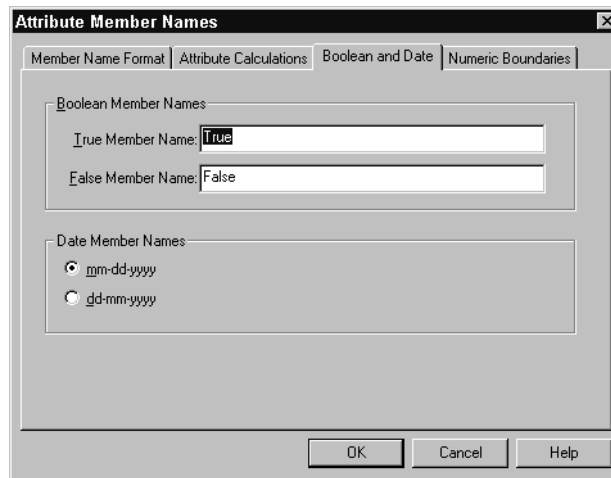 Attribute Member Names
Member Name Format Attribute Calculations Boolean and Date Numeric Boundaries
Boolean Member Names
True Member Name: True
False Member Name: False
Date Member Names
mm-dd-yyyy
dd-mm-yyyy
OK Cancel Help